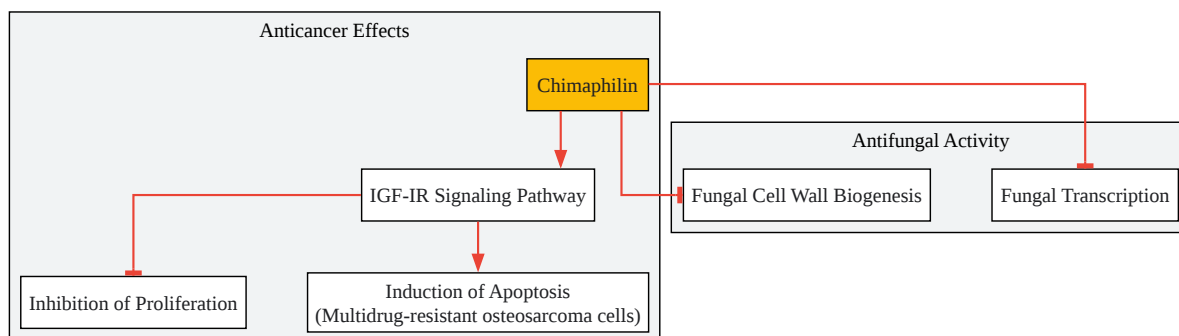 Anticancer Effects
Chimaphilin
Antifungal Activity
IGF-IR Signaling Pathway
Fungal Cell Wall Biogenesis
Fungal Transcription
Inhibition of Proliferation
Induction of Apoptosis
(Multidrug-resistant osteosarcoma cells)